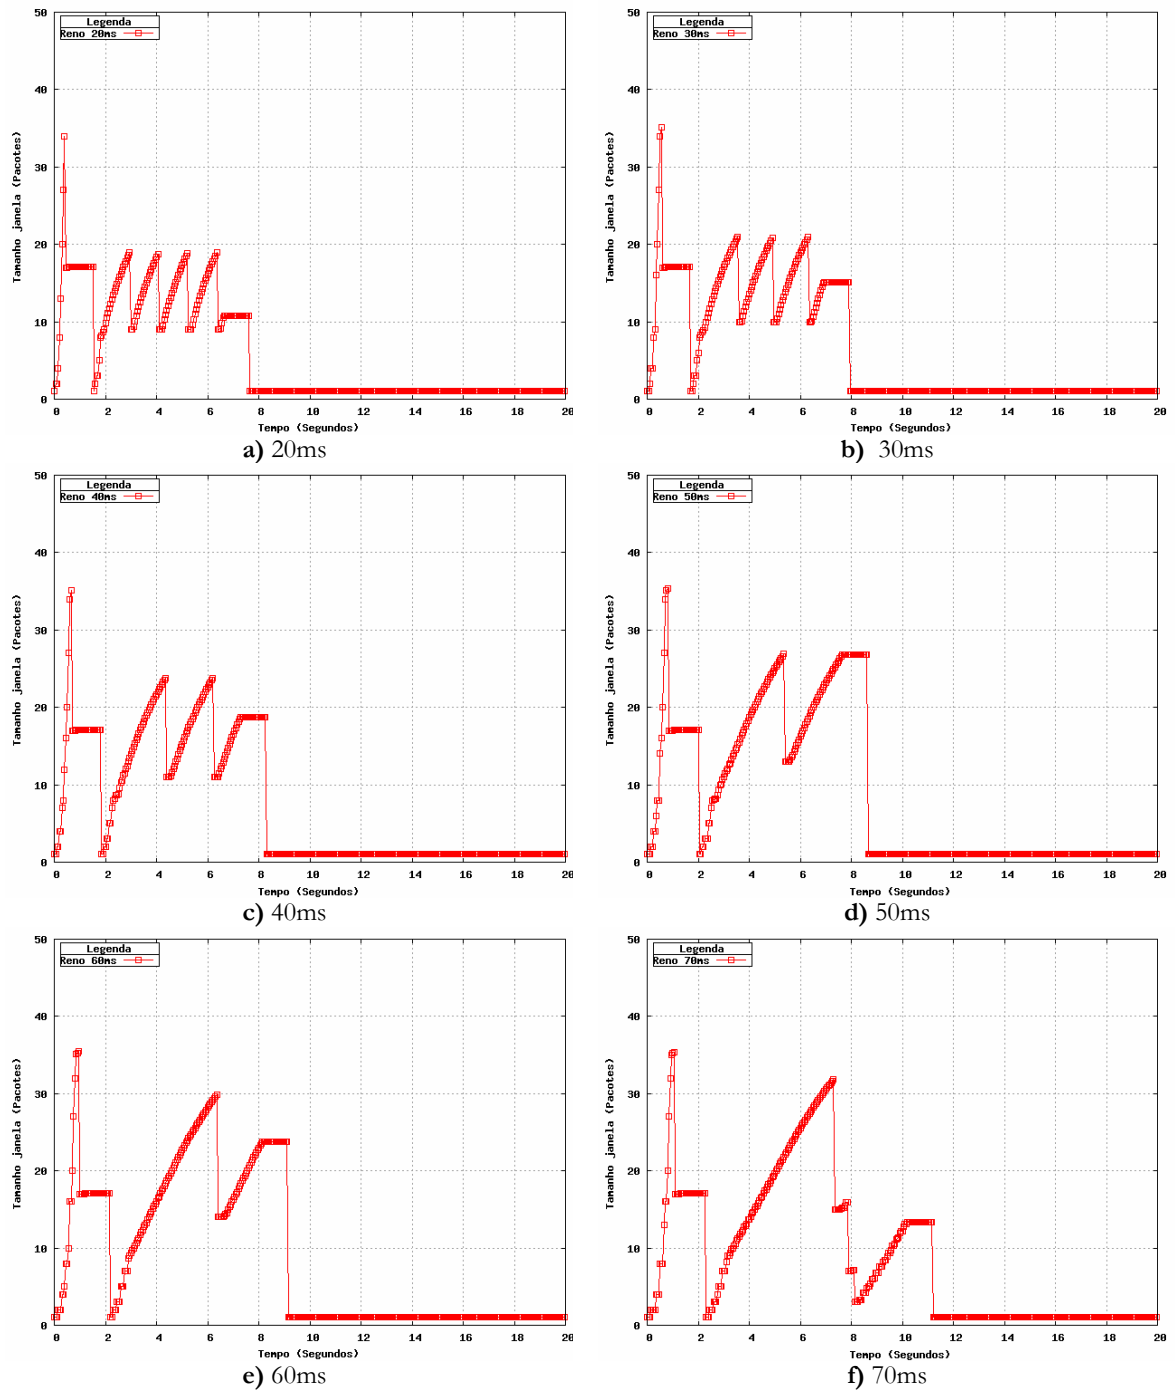 50
40
30
20
10
0
Tamanho janela (Pacotes)
Legenda
Reno 20ms
0 2 4 6 8 10 12 14 16 18 20
Tempo (Segundos)
a) 20ms
50
40
30
20
10
0
Tamanho janela (Pacotes)
Legenda
Reno 30ms
0 2 4 6 8 10 12 14 16 18 20
Tempo (Segundos)
b) 30ms
50
40
30
20
10
0
Tamanho janela (Pacotes)
Legenda
Reno 40ms
0 2 4 6 8 10 12 14 16 18 20
Tempo (Segundos)
c) 40ms
50
40
30
20
10
0
Tamanho janela (Pacotes)
Legenda
Reno 50ms
0 2 4 6 8 10 12 14 16 18 20
Tempo (Segundos)
d) 50ms
50
40
30
20
10
0
Tamanho janela (Pacotes)
Legenda
Reno 60ms
0 2 4 6 8 10 12 14 16 18 20
Tempo (Segundos)
e) 60ms
50
40
30
20
10
0
Tamanho janela (Pacotes)
Legenda
Reno 70ms
0 2 4 6 8 10 12 14 16 18 20
Tempo (Segundos)
f) 70ms